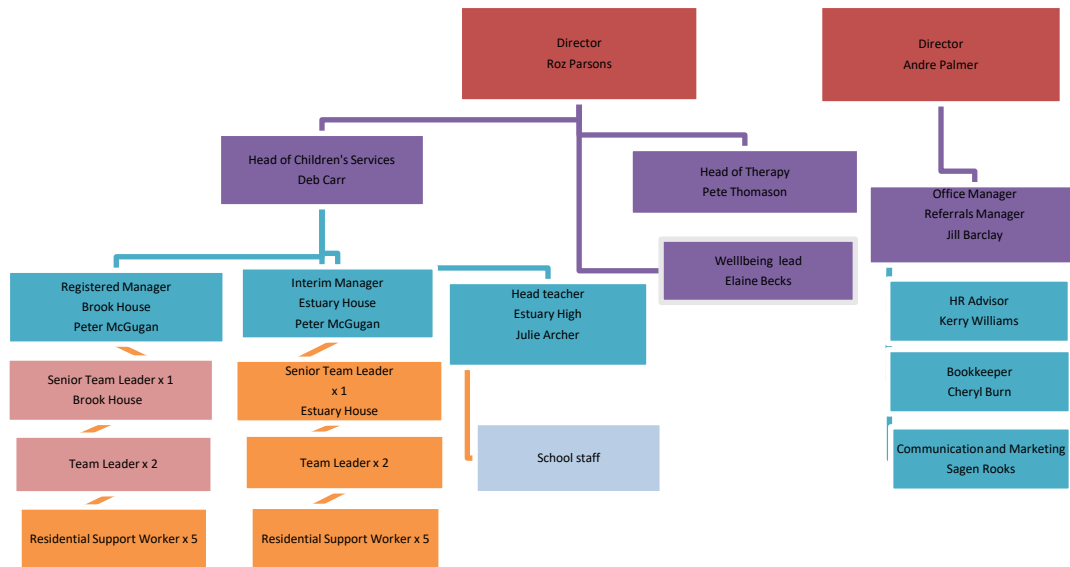 Director
Roz Parsons
Director
Andre Palmer
Head of Children's Services
Deb Carr
Head of Therapy
Pete Thomason
Office Manager
Referrals Manager
Jill Barclay
Welllbeing lead
Elaine Becks
Registered Manager
Brook House
Peter McGugan
Interim Manager
Estuary House
Peter McGugan
Head teacher
Estuary High
Julie Archer
HR Advisor
Kerry Williams
Senior Team Leader x 1
Brook House
Senior Team Leader
x 1
Estuary House
Bookkeeper
Cheryl Burn
Team Leader x 2
Team Leader x 2
School staff
Communication and Marketing
Sagen Rooks
Residential Support Worker x 5
Residential Support Worker x 5